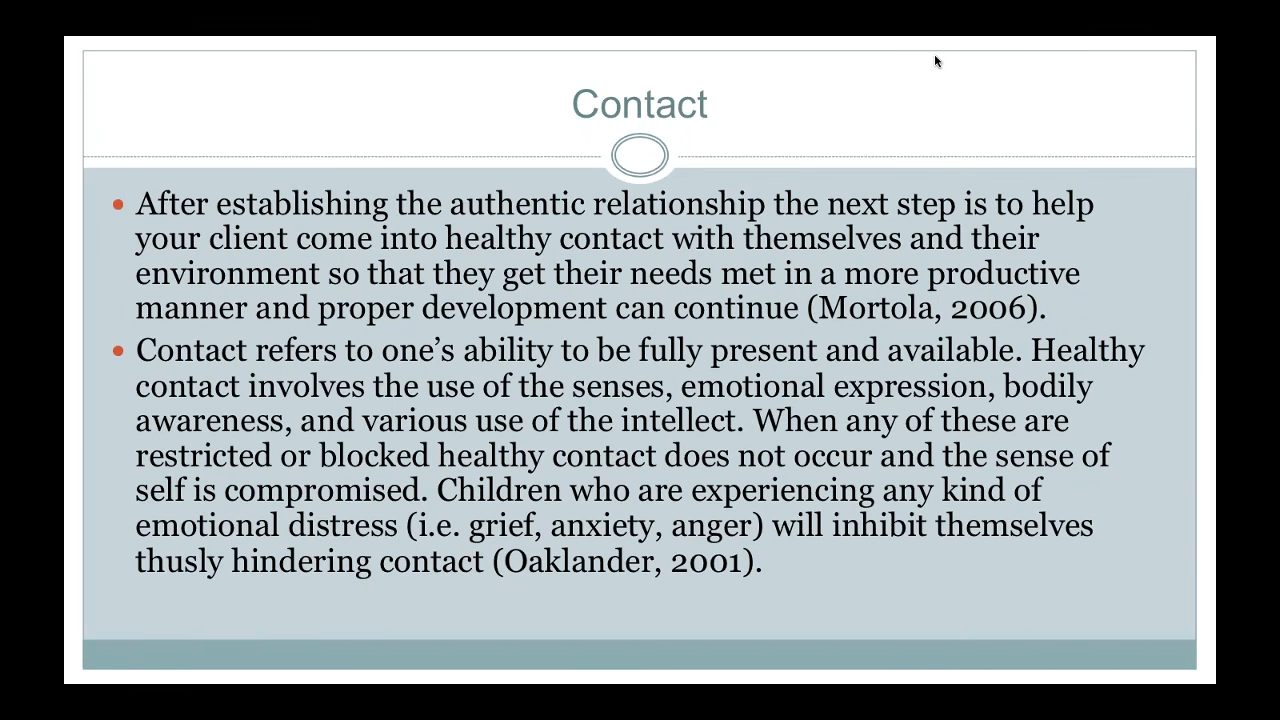 Contact
• After establishing the authentic relationship the next step is to help
your client come into healthy contact with themselves and their
environment so that they get their needs met in a more productive
manner and proper development can continue (Mortola, 2006).
• Contact refers to one’s ability to be fully present and available. Healthy
contact involves the use of the senses, emotional expression, bodily
awareness, and various use of the intellect. When any of these are
restricted or blocked healthy contact does not occur and the sense of
self is compromised. Children who are experiencing any kind of
emotional distress (i.e. grief, anxiety, anger) will inhibit themselves
thusly hindering contact (Oaklander, 2001).